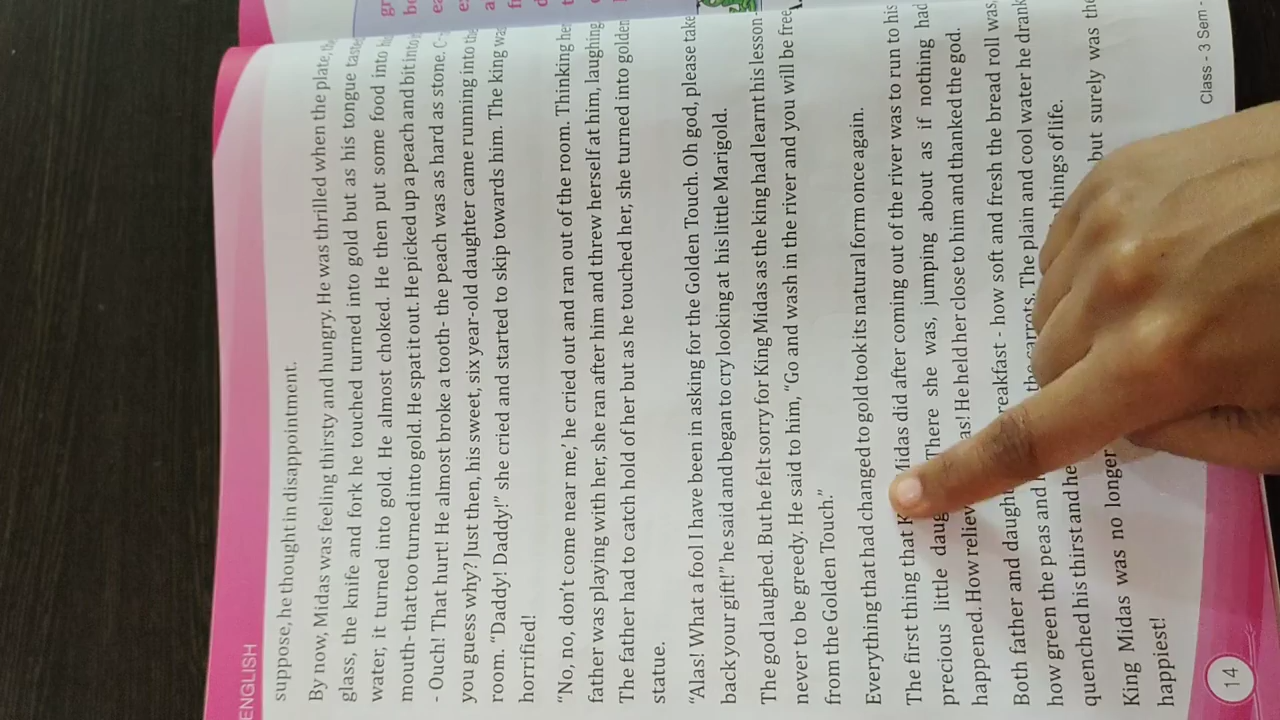 ENGLISH
suppose, he thought in disappointment.
By now, Midas was feeling thirsty and hungry. He was thrilled when the plate,
glass, the knife and fork he touched turned into gold but as his tongue
water, it turned into gold. He almost choked. He then put some food into
mouth- that too turned into gold. He spat it out. He picked up a peach and bit into
- Ouch! That hurt! He almost broke a tooth- the peach was as hard as stone.
you guess why? Just then, his sweet, six year-old daughter came running into
room. “Daddy! Daddy!” she cried and started to skip towards him. The king
horrified!
“No, no, don’t come near me,’ he cried out and ran out of the room. Thinking
father was playing with her, she ran after him and threw herself at him, laughing
The father had to catch hold of her but as he touched her, she turned into golden
statue.
“Alas! What a fool I have been in asking for the Golden Touch. Oh god, please take
back your gift!” he said and began to cry looking at his little Marigold.
The god laughed. But he felt sorry for King Midas as the king had learnt his lesson-
never to be greedy. He said to him, “Go and wash in the river and you will be free
from the Golden Touch.”
Everything that had changed to gold took its natural form once again.
The first thing that Midas did after coming out of the river was to run to his
precious little There she was, jumping about as if nothing had
happened. How He held her close to him and thanked the god.
Both father and - how soft and fresh the bread roll was,
how green the peas and the carrots. The plain and cool water he drank
quenched his thirst and things of life.
King Midas was no longer but surely was the
happiest!
14
Class - 3 Sem -